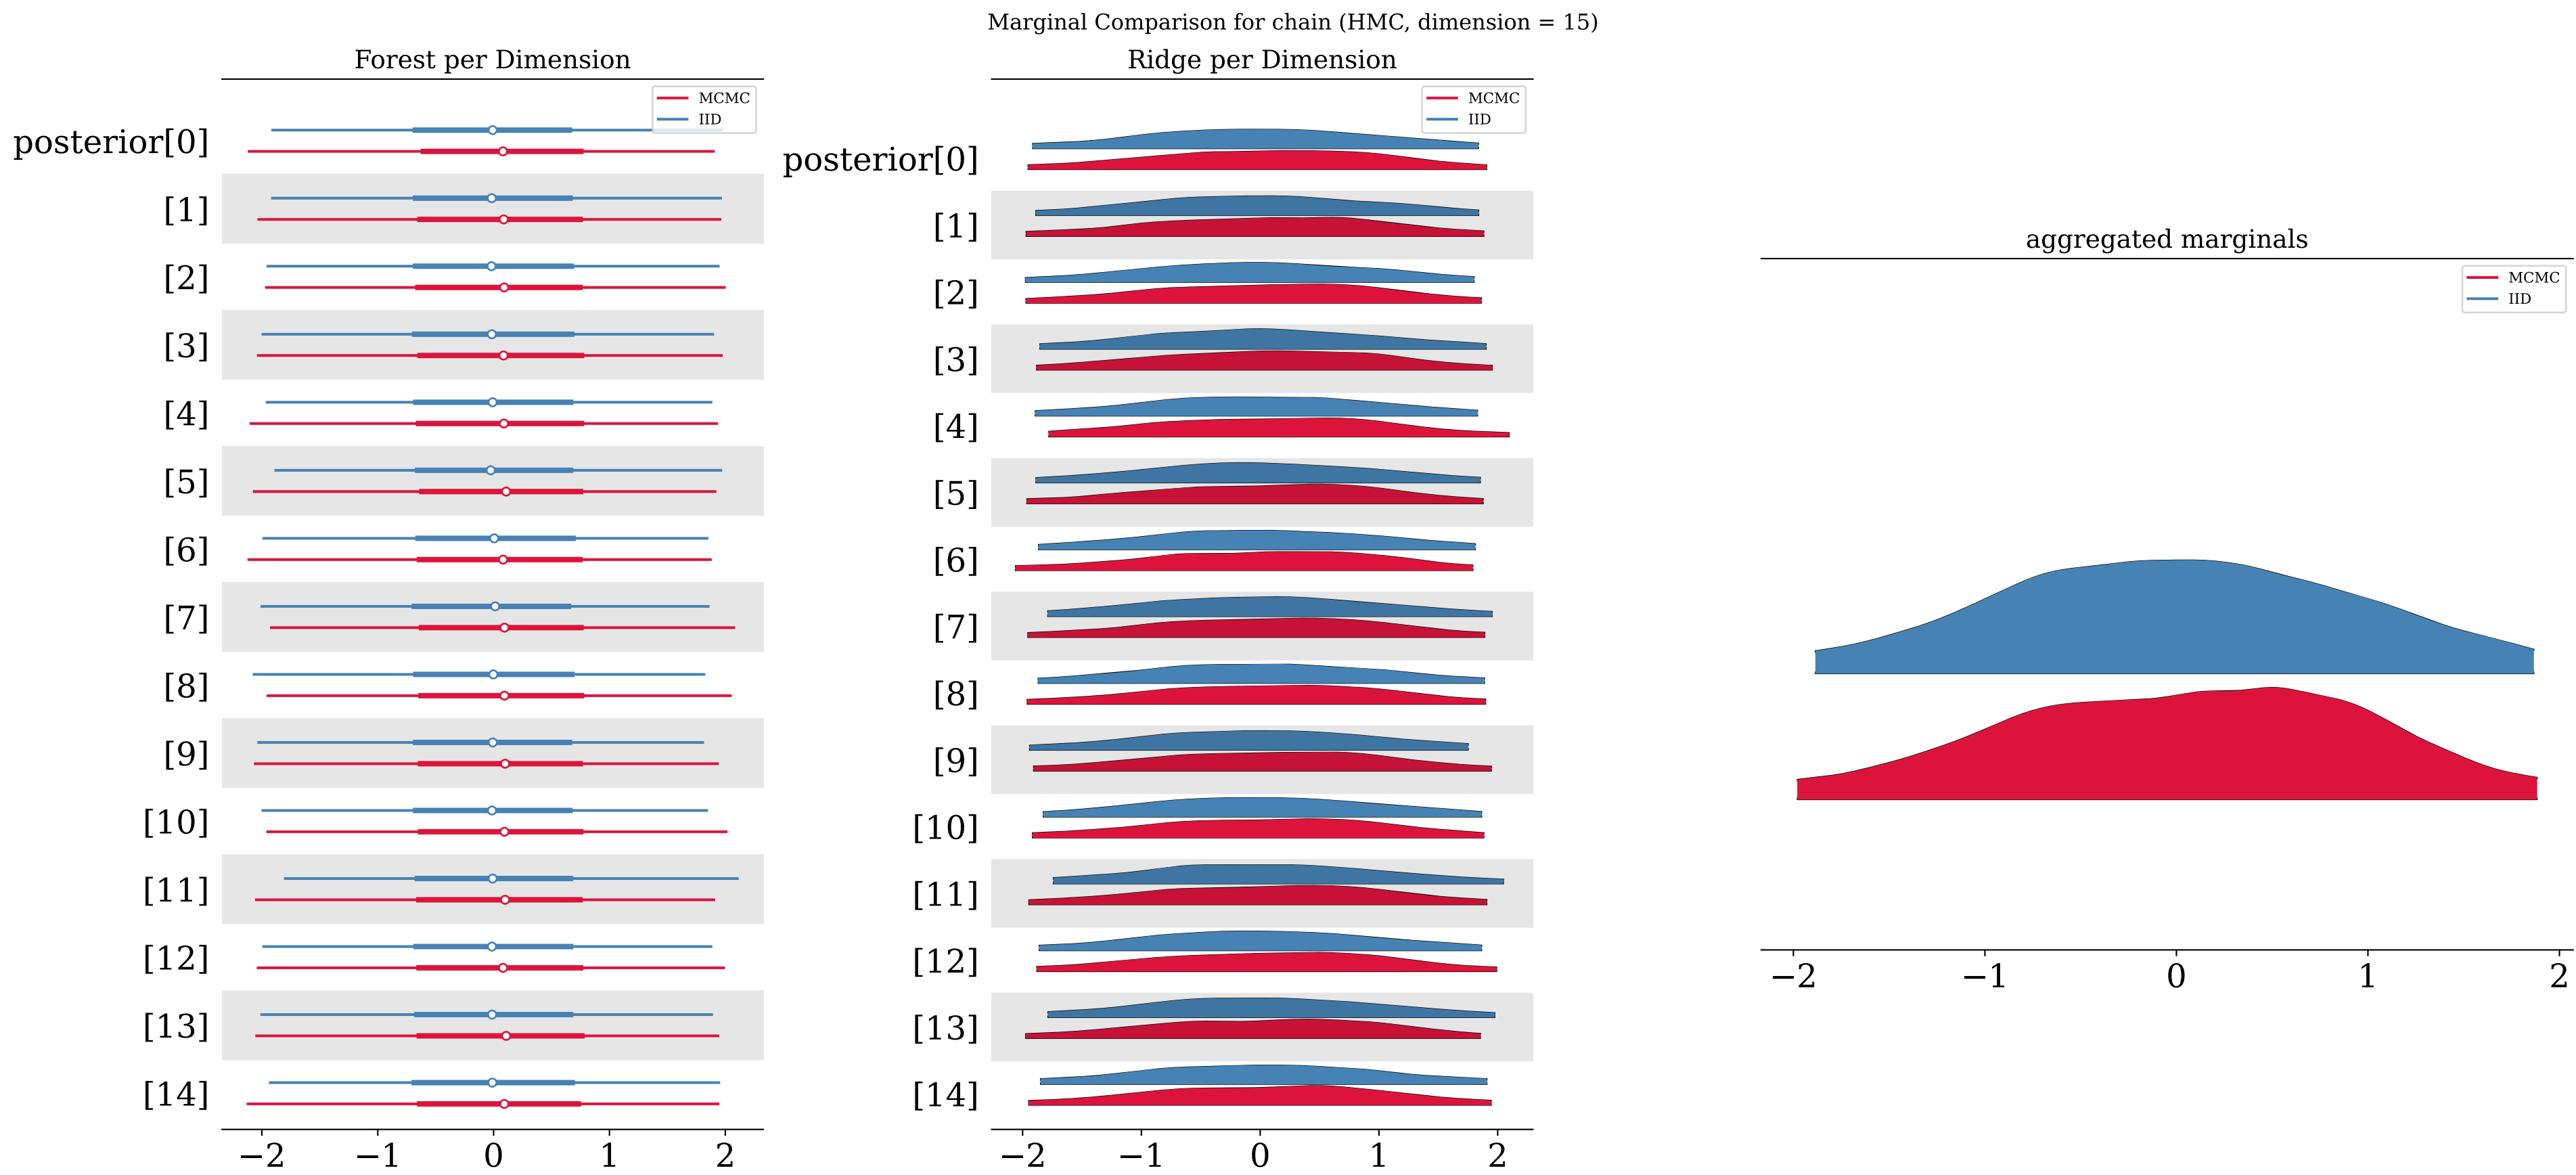 Marginal Comparison for chain (HMC, dimension = 15)
Forest per Dimension
MCMC
IID
posterior[0]
[1]
[2]
[3]
[4]
[5]
[6]
[7]
[8]
[9]
[10]
[11]
[12]
[13]
[14]
−2 −1 0 1 2
Ridge per Dimension
MCMC
IID
posterior[0]
[1]
[2]
[3]
[4]
[5]
[6]
[7]
[8]
[9]
[10]
[11]
[12]
[13]
[14]
−2 −1 0 1 2
aggregated marginals
MCMC
IID
−2 −1 0 1 2